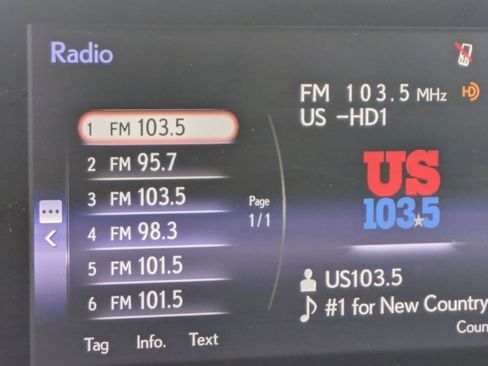 Radio
FM 103.5 MHz HD
US -HD1
1 FM 103.5
2 FM 95.7
3 FM 103.5
4 FM 98.3
5 FM 101.5
6 FM 101.5
Page
1/1
US
103.5
US103.5
#1 for New Country
Coun
Tag Info. Text